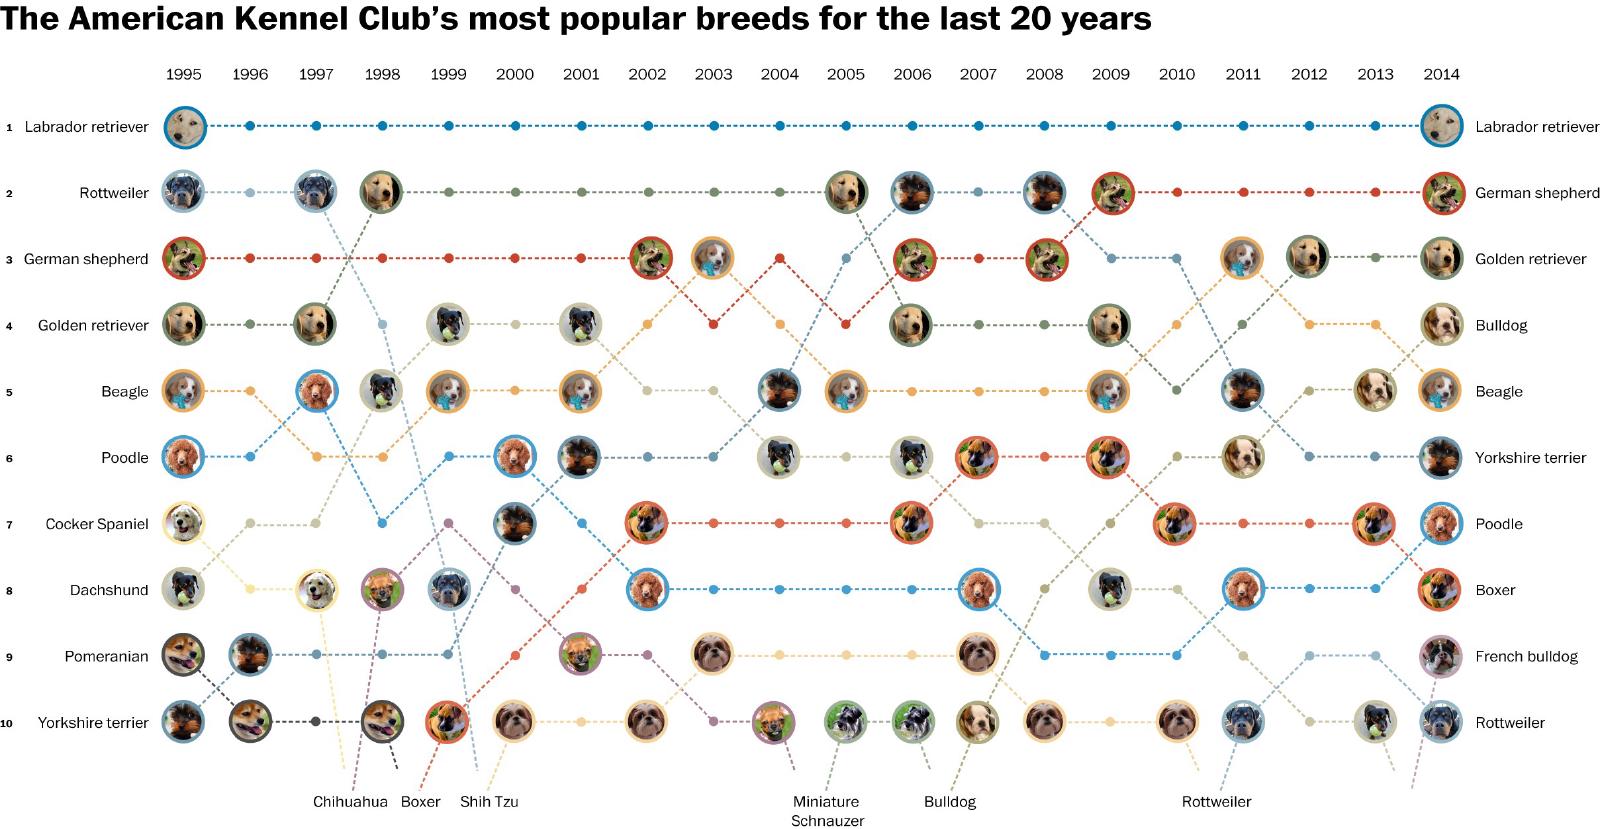 The American Kennel Club’s most popular breeds for the last 20 years
1995 1996 1997 1998 1999 2000 2001 2002 2003 2004 2005 2006 2007 2008 2009 2010 2011 2012 2013 2014
1 Labrador retriever Labrador retriever
2 Rottweiler German shepherd
3 German shepherd Golden retriever
4 Golden retriever Bulldog
5 Beagle Beagle
6 Poodle Yorkshire terrier
7 Cocker Spaniel Poodle
8 Dachshund Boxer
9 Pomeranian French bulldog
10 Yorkshire terrier Rottweiler
Chihuahua Boxer Shih Tzu Miniature Bulldog Rottweiler
Schnauzer